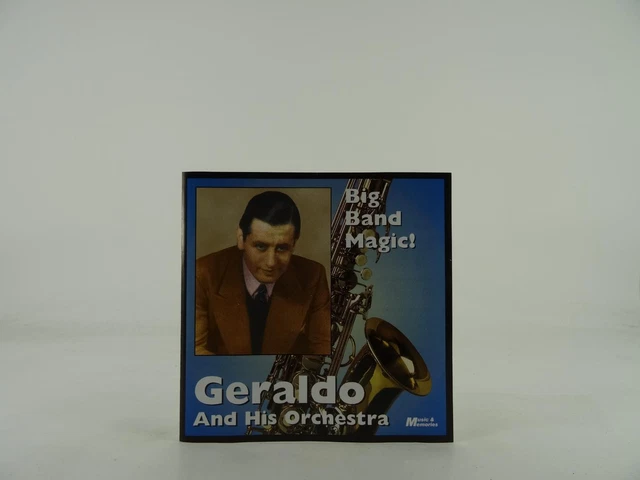 Big
Band
Magic!
Geraldo
And His Orchestra
Music &
Memories